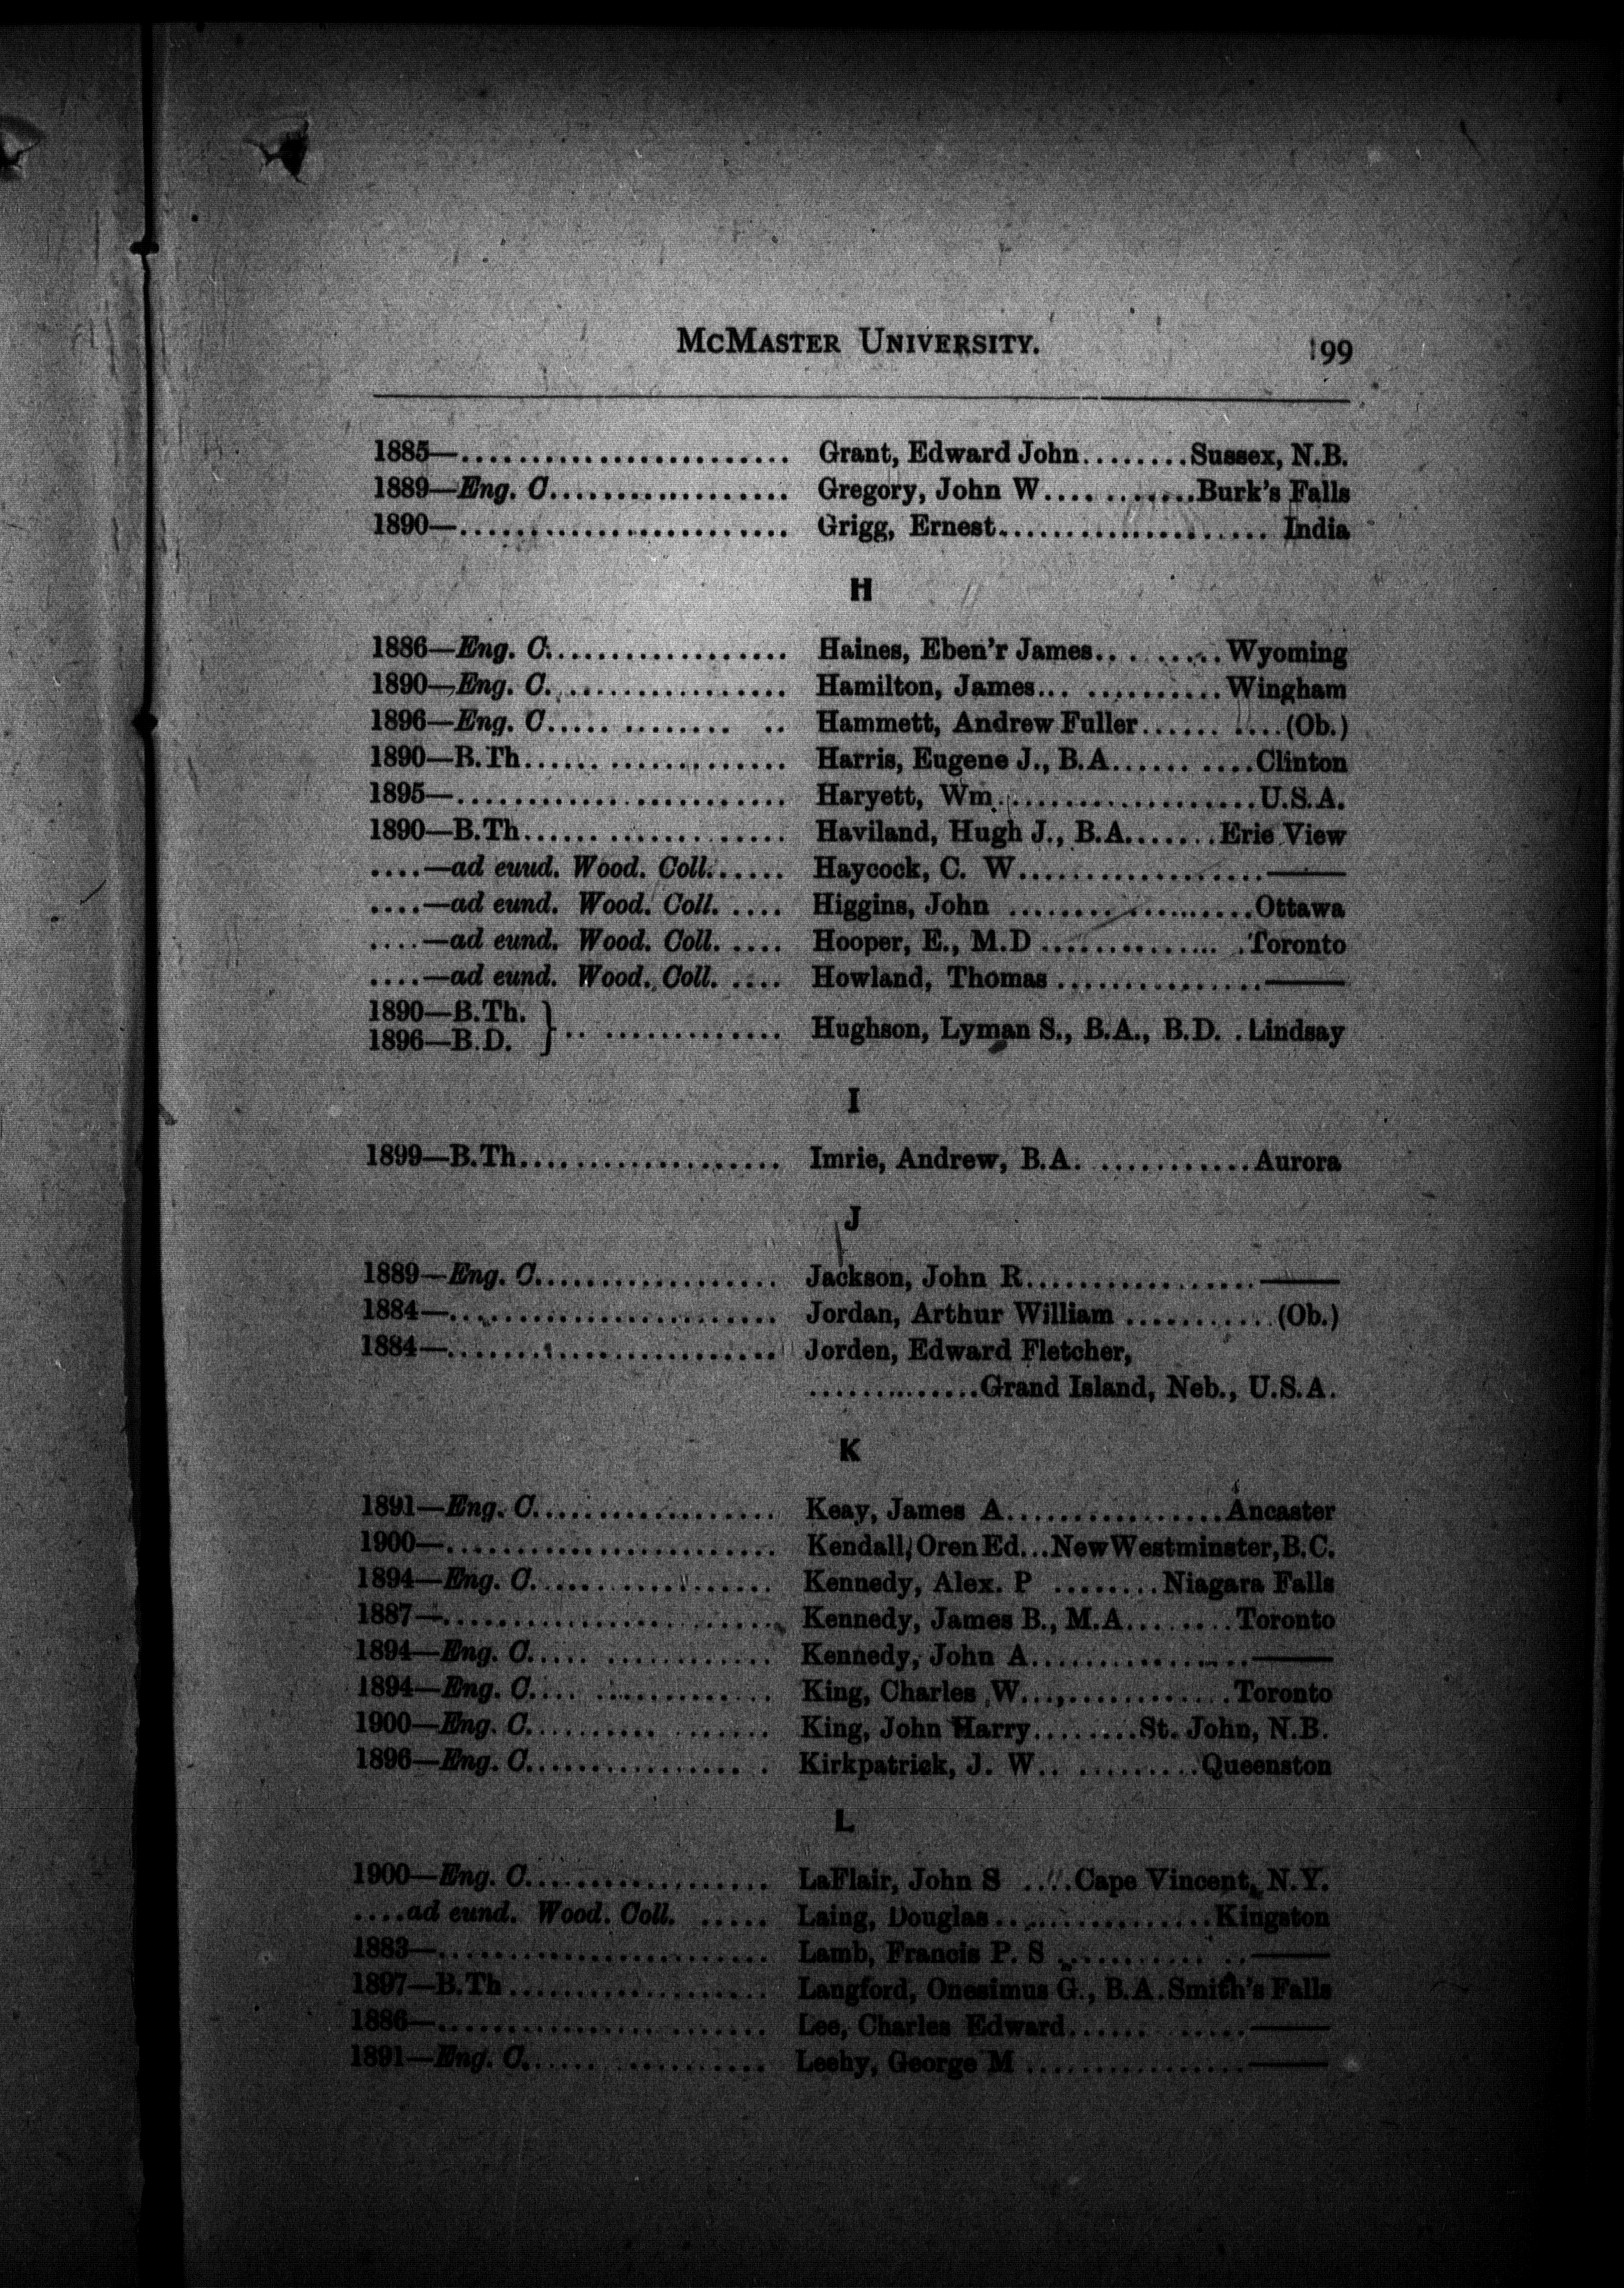 McMaster University. 99
1885—........................ Grant, Edward John........Sussex, N.B.
1889—Eng. C.................. Gregory, John W............Burk's Falls
1890—........................ Grigg, Ernest.................... India
H
1886—Eng. C.................. Haines, Eben'r James.........Wyoming
1890—Eng. C.................. Hamilton, James.............Wingham
1896—Eng. C.................. Hammett, Andrew Fuller..........(Ob.)
1890—B.Th.................... Harris, Eugene J., B.A..........Clinton
1895—........................ Haryett, Wm...................U.S.A.
1890—B.Th.................... Haviland, Hugh J., B.A.......Erie View
....—ad euud. Wood. Coll...... Haycock, C. W..................——
....—ad eund. Wood. Coll. .... Higgins, John ..................Ottawa
....—ad eund. Wood. Coll. .... Hooper, E., M.D ...............Toronto
....—ad eund. Wood. Coll. .... Howland, Thomas ...............——
1890—B.Th. }
1896—B.D. } ............... Hughson, Lyman S., B.A., B.D. . Lindsay
I
1899—B.Th................... Imrie, Andrew, B.A. ...........Aurora
J
1889—Eng. C.................. Jackson, John R.................——
1884—....................... Jordan, Arthur William ...........(Ob.)
1884—....................... Jorden, Edward Fletcher,
.............Grand Island, Neb., U.S.A.
K
1891—Eng. C.................. Keay, James A................Ancaster
1900—....................... Kendall, Oren Ed...New Westminster, B.C.
1894—Eng. C.................. Kennedy, Alex. P ........Niagara Falls
1887—....................... Kennedy, James B., M.A........Toronto
1894—Eng. C.................. Kennedy, John A................——
1894—Eng. C.................. King, Charles W................Toronto
1900—Eng. C.................. King, John Harry........St. John, N.B.
1896—Eng. C.................. Kirkpatrick, J. W...........Queenston
L
1900—Eng. C.................. LaFlair, John S ....Cape Vincent, N.Y.
....ad eund. Wood. Coll. ..... Laing, Douglas................Kingston
1883—....................... Lamb, Francis P. S .............——
1897—B.Th................... Langford, Onesimus G., B.A. Smith's Falls
1886—....................... Lee, Charles Edward............——
1891—Eng. C.................. Leehy, George M ................——